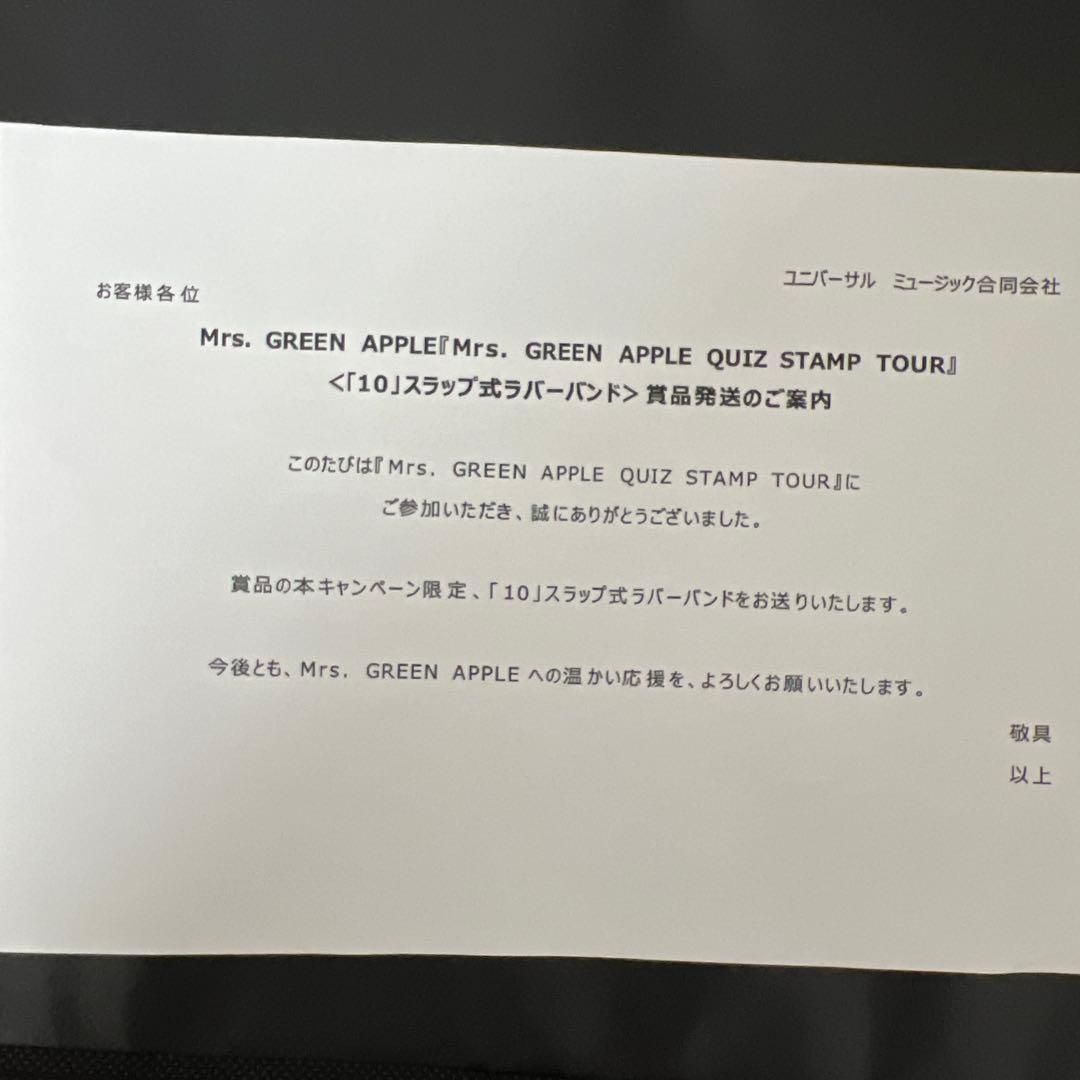 ユニバーサル ミュージック合同会社
お客様各位
Mrs. GREEN APPLE『Mrs. GREEN APPLE QUIZ STAMP TOUR』
<「10」スラップ式ラバーバンド> 賞品発送のご案内
このたびは『Mrs. GREEN APPLE QUIZ STAMP TOUR』に
ご参加いただき、誠にありがとうございました。
賞品の本キャンペーン限定、「10」スラップ式ラバーバンドをお送りいたします。
今後とも、Mrs. GREEN APPLE への温かい応援を、よろしくお願いいたします。
敬具
以上